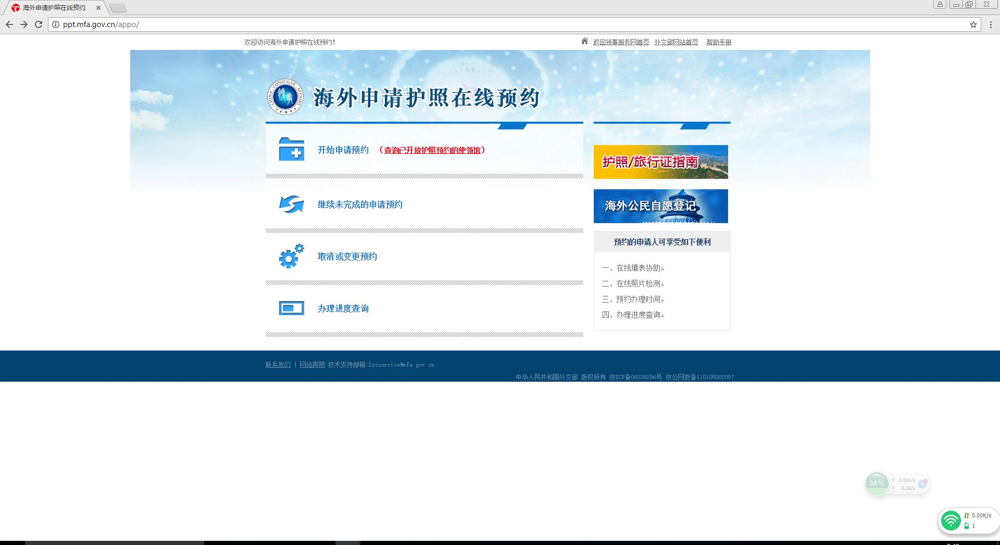 海外申请护照在线预约
ppt.mfa.gov.cn/appo/
欢迎访问海外申请护照在线预约!
返回领事服务网首页 外交部网站首页 帮助手册
CHINA CONSULAR AFFAIRS
领事
海外申请护照在线预约
开始申请预约 （查询已开放护照预约的使领馆）
继续未完成的申请预约
取消或变更预约
办理进度查询
护照/旅行证指南
海外公民自愿登记
预约的申请人可享受如下便利
一、在线填表协助。
二、在线照片检测。
三、预约办理时间。
四、办理进度查询。
联系我们 | 网站声明 技术支持邮箱:lssservice@mfa.gov.cn
中华人民共和国外交部 版权所有 京ICP备06038296号 京公网安备110105002097
34%
0.04K/s
0.3K/s
0.00K/s
1